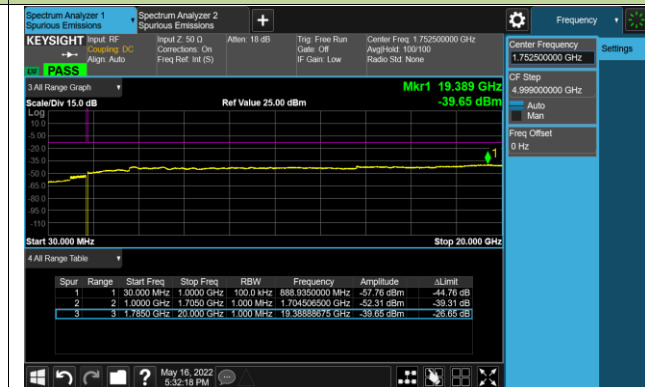 Spectrum Analyzer 1
Spurious Emissions
Spectrum Analyzer 2
Spurious Emissions
+
Frequency
KEYSIGHT
Input: RF
Coupling: DC
Align: Auto
Input Z: 50 Ω
Corrections: On
Freq Ref: Int (S)
Atten: 18 dB
Trig: Free Run
Gate: Off
IF Gain: Low
Center Freq: 1.752500000 GHz
Avg|Hold: 100/100
Radio Std: None
PASS
Center Frequency
1.752500000 GHz
Settings
CF Step
4.999000000 GHz
Auto
Man
Freq Offset
0 Hz
3 All Range Graph
Mkr1 19.389 GHz
Scale/Div 15.0 dB
Ref Value 25.00 dBm
-39.65 dBm
Log
10.0
-5.00
-20.0
-35.0
-50.0
-65.0
-80.0
-95.0
-110
1
Start 30.000 MHz
Stop 20.000 GHz
4 All Range Table
Spur Range Start Freq Stop Freq RBW Frequency Amplitude ΔLimit
1 1 30.000 MHz 1.0000 GHz 100.0 kHz 888.9350000 MHz -57.76 dBm -44.76 dB
2 2 1.0000 GHz 1.7050 GHz 1.000 MHz 1.704506500 GHz -52.31 dBm -39.31 dB
3 3 1.7850 GHz 20.000 GHz 1.000 MHz 19.38888675 GHz -39.65 dBm -26.65 dB
?
May 16, 2022
5:32:18 PM